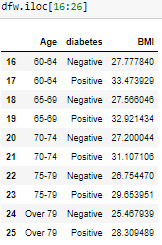 dfw.iloc[16:26]
Age diabetes BMI
16 60-64 Negative 27.777840
17 60-64 Positive 33.473929
18 65-69 Negative 27.566046
19 65-69 Positive 32.921434
20 70-74 Negative 27.200044
21 70-74 Positive 31.107106
22 75-79 Negative 26.754470
23 75-79 Positive 29.653951
24 Over 79 Negative 25.467939
25 Over 79 Positive 28.309489